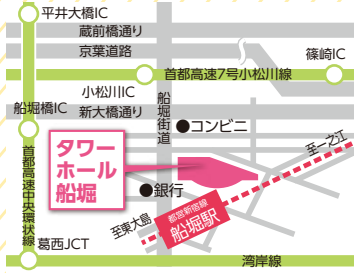 平井大橋IC
蔵前橋通り
京葉道路
篠崎IC
首都高速7号小松川線
小松川IC
船堀橋IC
新大橋通り
船堀街道
●コンビニ
至一之江
タワー
ホール
船堀
首都高速中央環状線
●銀行
都営新宿線
船堀駅
至東大島
葛西JCT
湾岸線